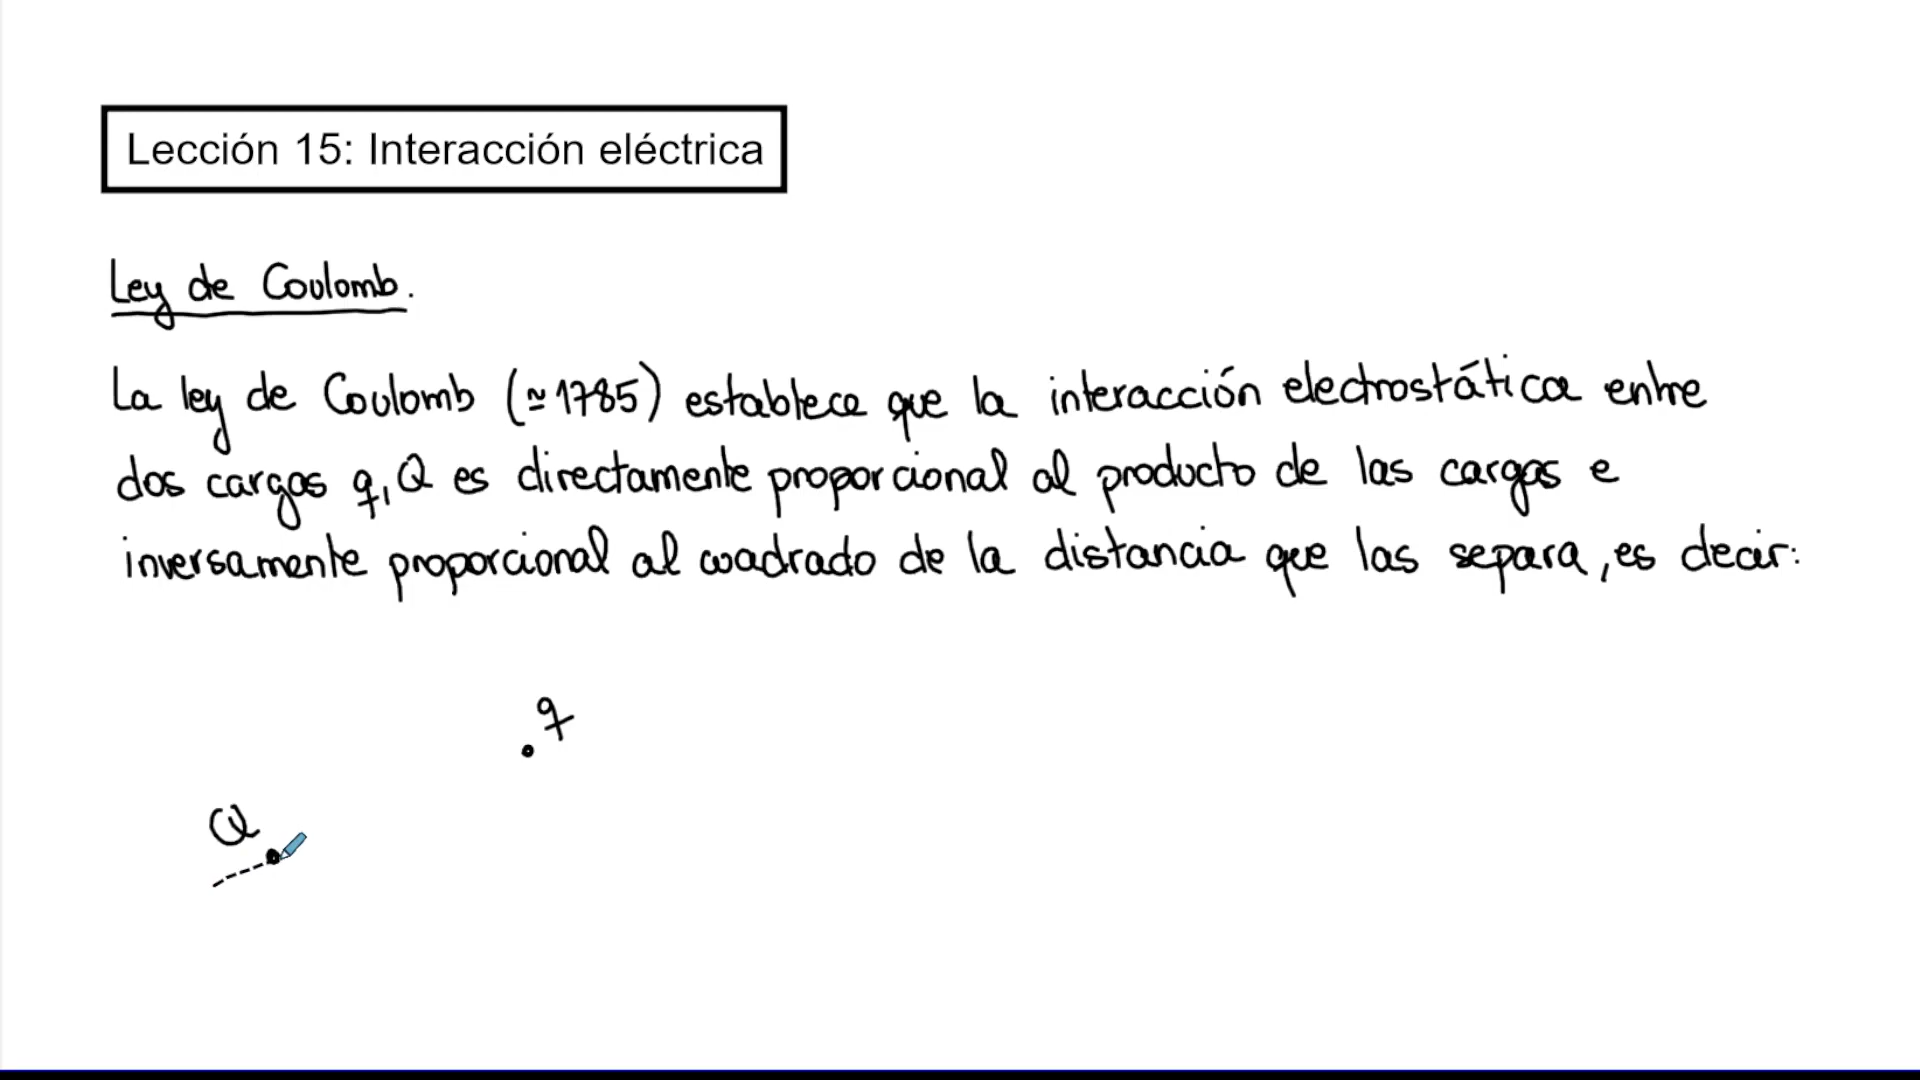 Lección 15: Interacción eléctrica
Ley de Coulomb.
La ley de Coulomb (≃1785) establece que la interacción electrostática entre
dos cargas q, Q es directamente proporcional al producto de las cargas e
inversamente proporcional al cuadrado de la distancia que las separa, es decir:
q
Q